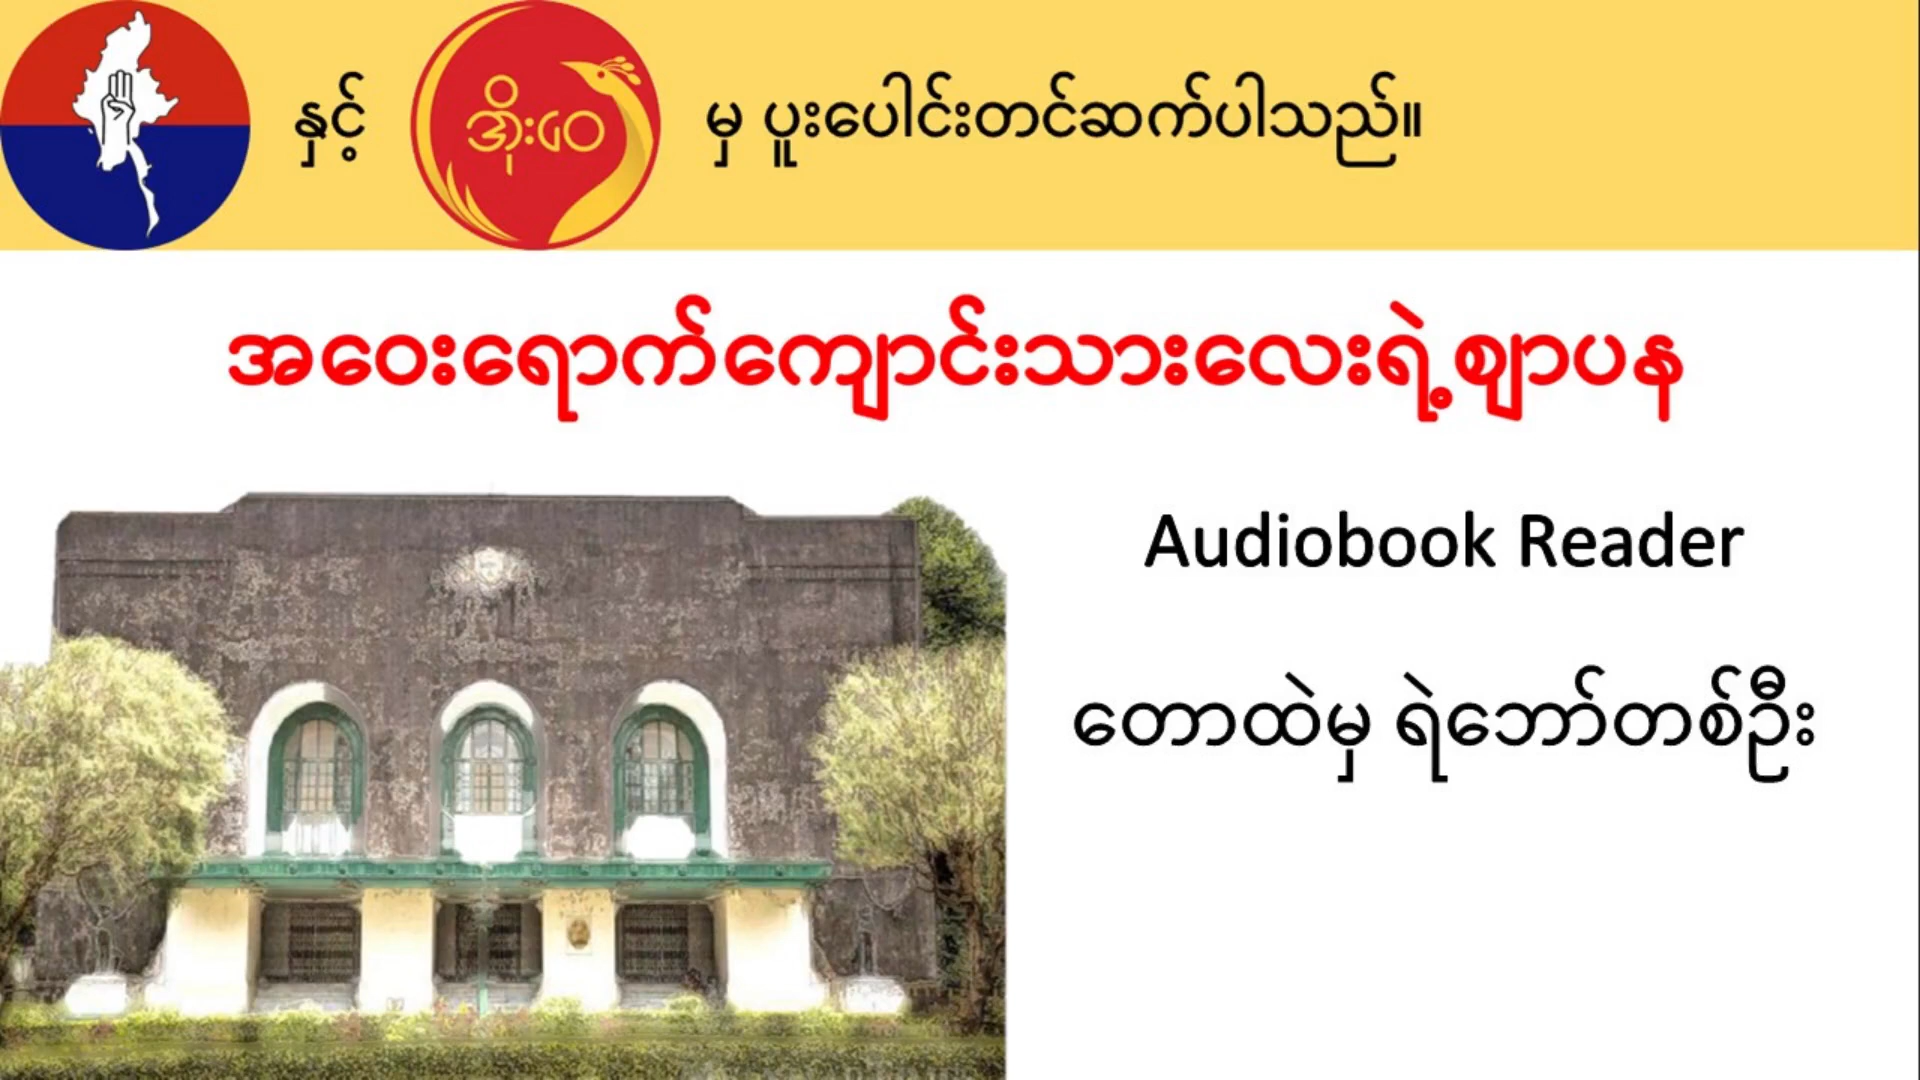 နှင့် အိုးဝေ မှ ပူးပေါင်းတင်ဆက်ပါသည်။
အဝေးရောက်ကျောင်းသားလေးရဲ့ဈာပန
Audiobook Reader
တောထဲမှ ရဲဘော်တစ်ဦး